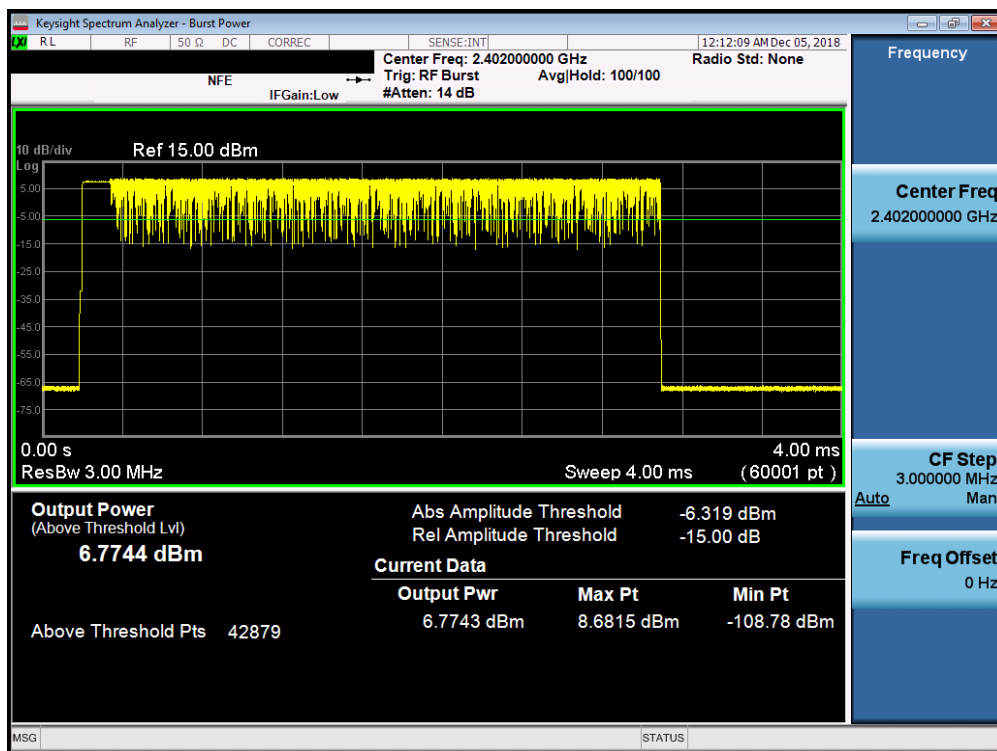 Keysight Spectrum Analyzer - Burst Power
LXI RL RF 50 Ω DC CORREC SENSE:INT 12:12:09 AM Dec 05, 2018
Center Freq: 2.402000000 GHz Radio Std: None
NFE Trig: RF Burst Avg|Hold: 100/100
IFGain:Low #Atten: 14 dB
Frequency
10 dB/div Ref 15.00 dBm
Log
5.00
-5.00
-15.0
-25.0
-35.0
-45.0
-55.0
-65.0
-75.0
0.00 s 4.00 ms
ResBw 3.00 MHz Sweep 4.00 ms (60001 pt)
Output Power
(Above Threshold Lvl)
6.7744 dBm
Above Threshold Pts 42879
Abs Amplitude Threshold -6.319 dBm
Rel Amplitude Threshold -15.00 dB
Current Data
Output Pwr Max Pt Min Pt
6.7743 dBm 8.6815 dBm -108.78 dBm
Center Freq
2.402000000 GHz
CF Step
3.000000 MHz
Auto Man
Freq Offset
0 Hz
MSG STATUS